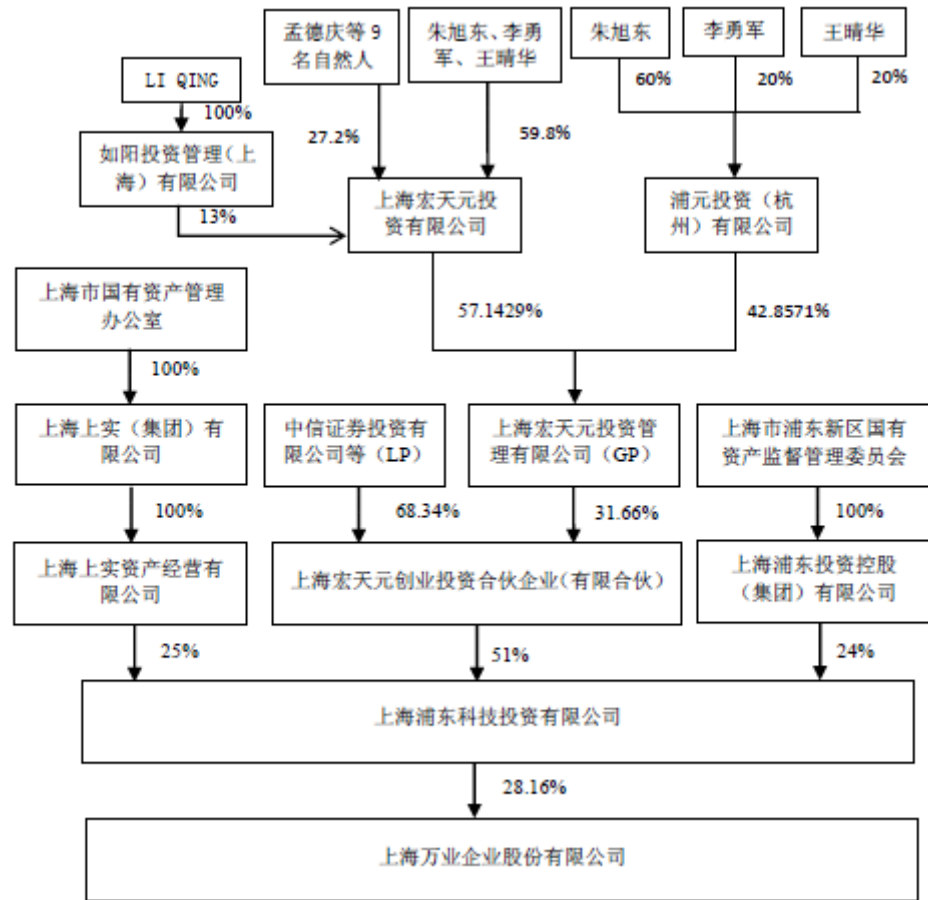 孟德庆等 9
名自然人
朱旭东、李勇
军、王晴华
朱旭东
李勇军
王晴华
LI QING
60%
20%
20%
100%
27.2%
59.8%
如阳投资管理（上
海）有限公司
上海宏天元投
资有限公司
浦元投资（杭
州）有限公司
13%
上海市国有资产管理
办公室
57.1429%
42.8571%
100%
上海上实（集团）有
限公司
中信证券投资有
限公司等（LP）
上海宏天元投资管
理有限公司（GP）
上海市浦东新区国有
资产监督管理委员会
100%
68.34%
31.66%
100%
上海上实资产经营有
限公司
上海宏天元创业投资合伙企业（有限合伙）
上海浦东投资控股
（集团）有限公司
25%
51%
24%
上海浦东科技投资有限公司
28.16%
上海万业企业股份有限公司